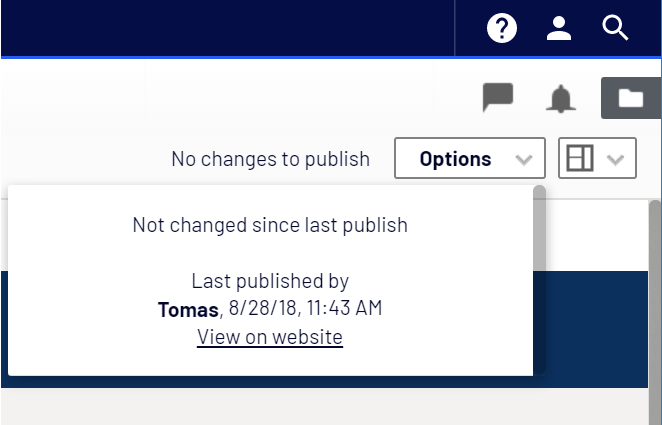 No changes to publish
Options
Not changed since last publish
Last published by
Tomas, 8/28/18, 11:43 AM
View on website